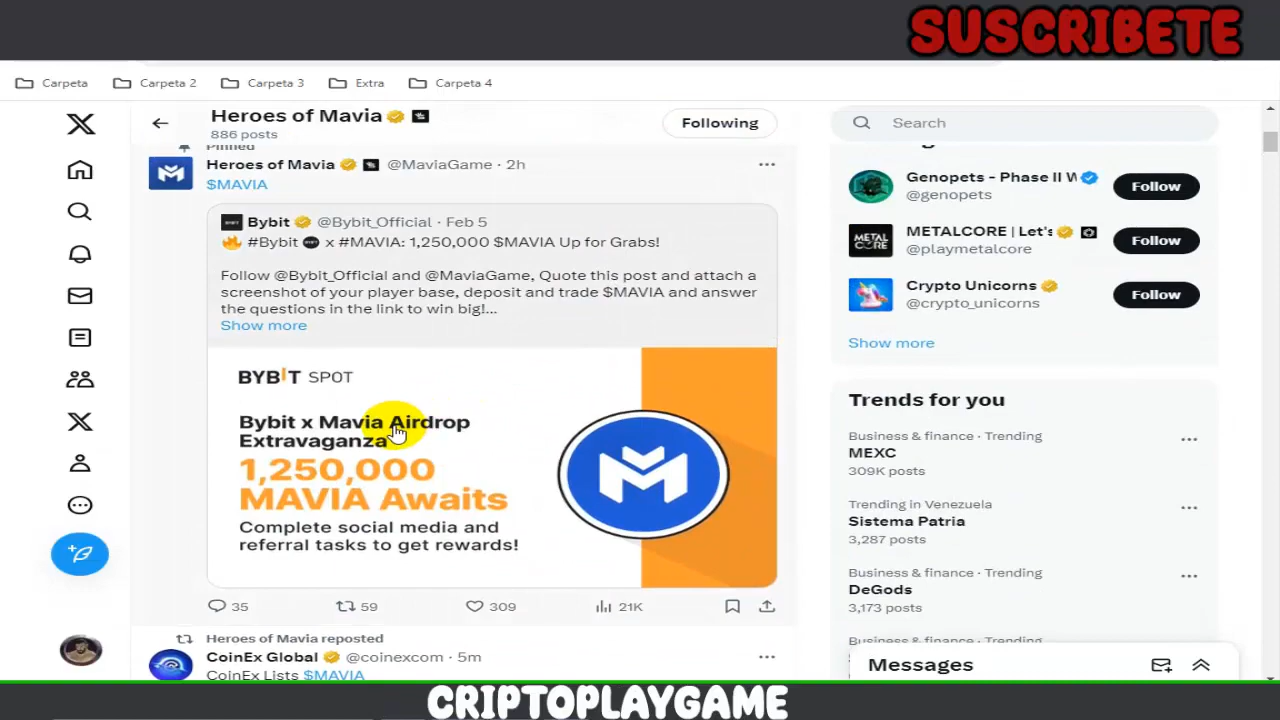 SUSCRIBETE
Carpeta
Carpeta 2
Carpeta 3
Extra
Carpeta 4
Heroes of Mavia
886 posts
Following
Pinned
Heroes of Mavia @MaviaGame · 2h
$MAVIA
Bybit @Bybit_Official · Feb 5
🔥 #Bybit x #MAVIA: 1,250,000 $MAVIA Up for Grabs!
Follow @Bybit_Official and @MaviaGame, Quote this post and attach a
screenshot of your player base, deposit and trade $MAVIA and answer
the questions in the link to win big!...
Show more
BYBIT SPOT
Bybit x Mavia Airdrop
Extravaganza
1,250,000
MAVIA Awaits
Complete social media and
referral tasks to get rewards!
35
59
309
21K
Heroes of Mavia reposted
CoinEx Global @coinexcom · 5m
CoinEx Lists $MAVIA
Search
Genopets - Phase II
@genopets
Follow
METALCORE | Let's
@playmetalcore
Follow
Crypto Unicorns
@crypto_unicorns
Follow
Show more
Trends for you
Business & finance · Trending
MEXC
309K posts
Trending in Venezuela
Sistema Patria
3,287 posts
Business & finance · Trending
DeGods
3,173 posts
Business & finance · Trending
Messages
CRIPTOPLAYGAME